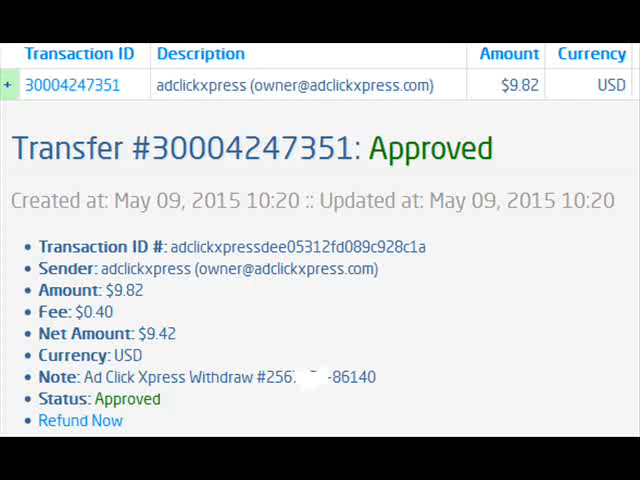 Transaction ID Description Amount Currency
+ 30004247351 adclickxpress (owner@adclickxpress.com) $9.82 USD
Transfer #30004247351: Approved
Created at: May 09, 2015 10:20 :: Updated at: May 09, 2015 10:20
• Transaction ID #: adclickxpressdee05312fd089c928c1a
• Sender: adclickxpress (owner@adclickxpress.com)
• Amount: $9.82
• Fee: $0.40
• Net Amount: $9.42
• Currency: USD
• Note: Ad Click Xpress Withdraw #256 -86140
• Status: Approved
• Refund Now